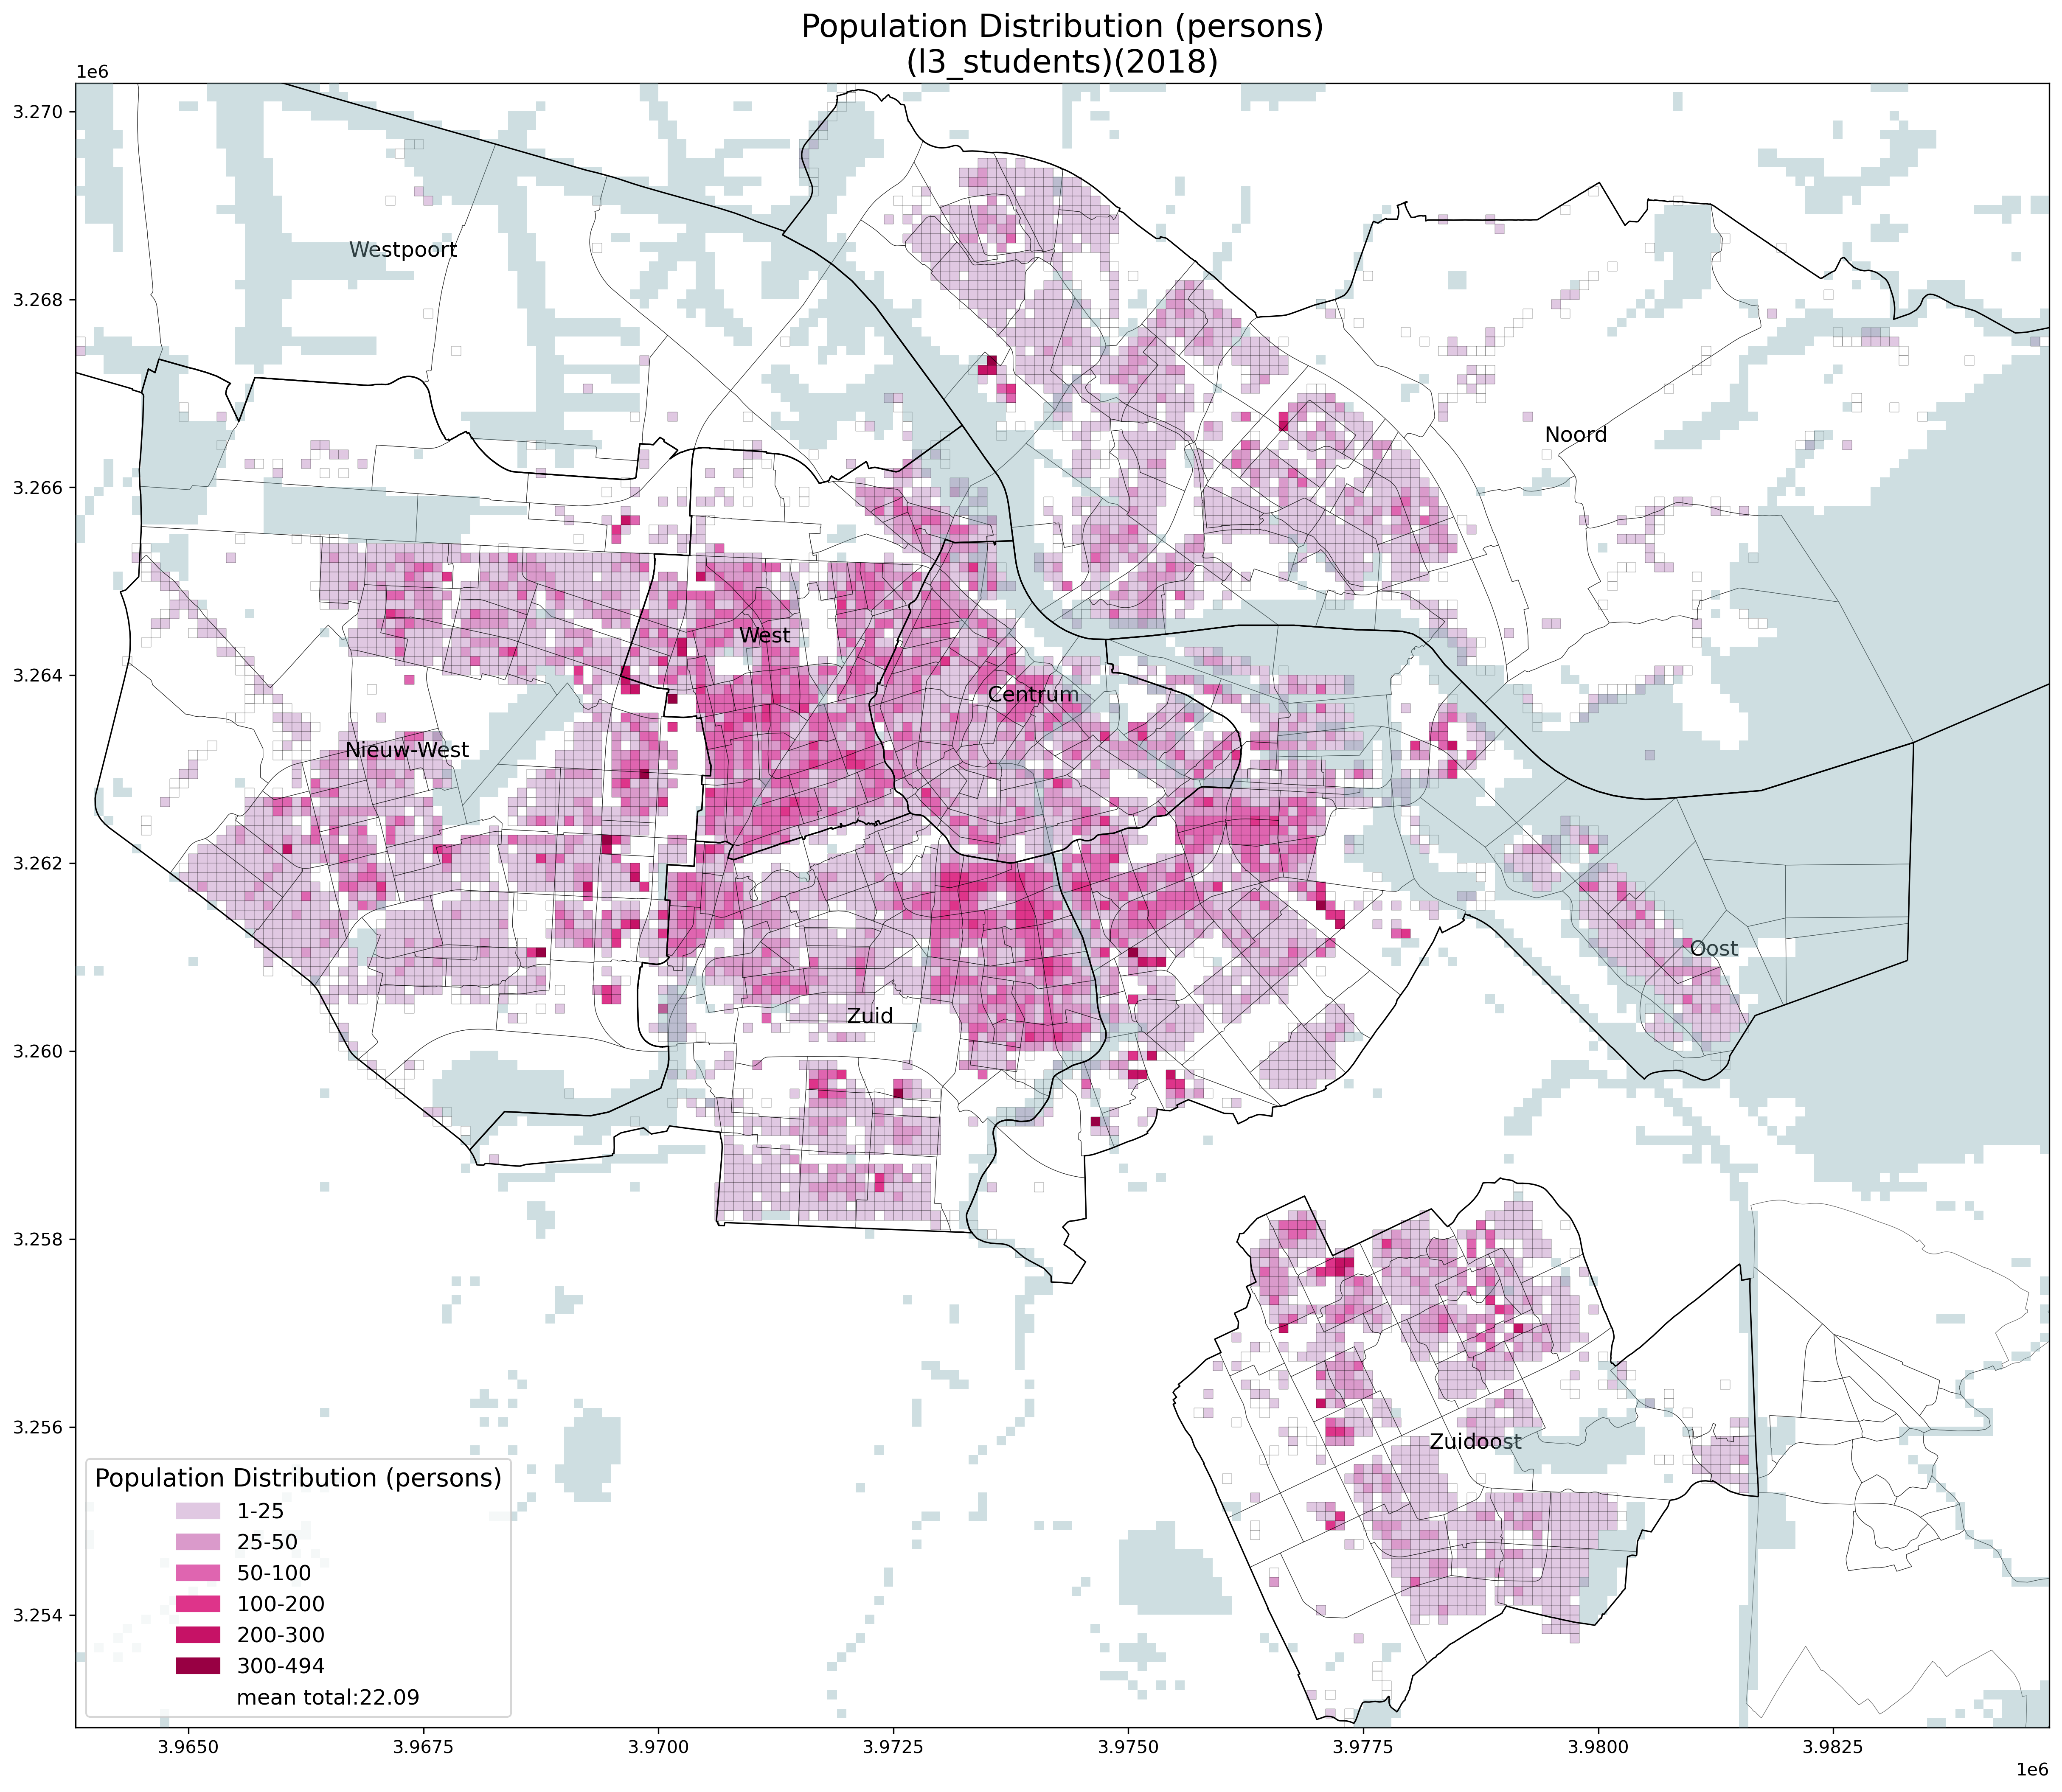 Population Distribution (persons)
(l3_students)(2018)
1e6
3.270
3.268
3.266
3.264
3.262
3.260
3.258
3.256
3.254
Westpoort
Noord
West
Centrum
Nieuw-West
Oost
Zuid
Zuidoost
Population Distribution (persons)
1-25
25-50
50-100
100-200
200-300
300-494
mean total:22.09
3.9650
3.9675
3.9700
3.9725
3.9750
3.9775
3.9800
3.9825
1e6